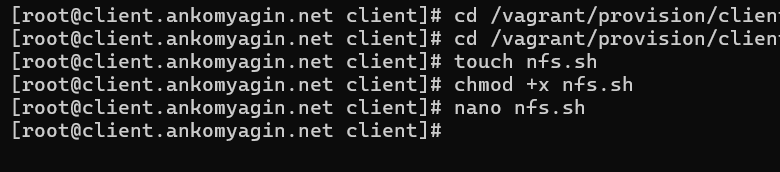 [root@client.ankomyagin.net client]# cd /vagrant/provision/client
[root@client.ankomyagin.net client]# cd /vagrant/provision/client
[root@client.ankomyagin.net client]# touch nfs.sh
[root@client.ankomyagin.net client]# chmod +x nfs.sh
[root@client.ankomyagin.net client]# nano nfs.sh
[root@client.ankomyagin.net client]#